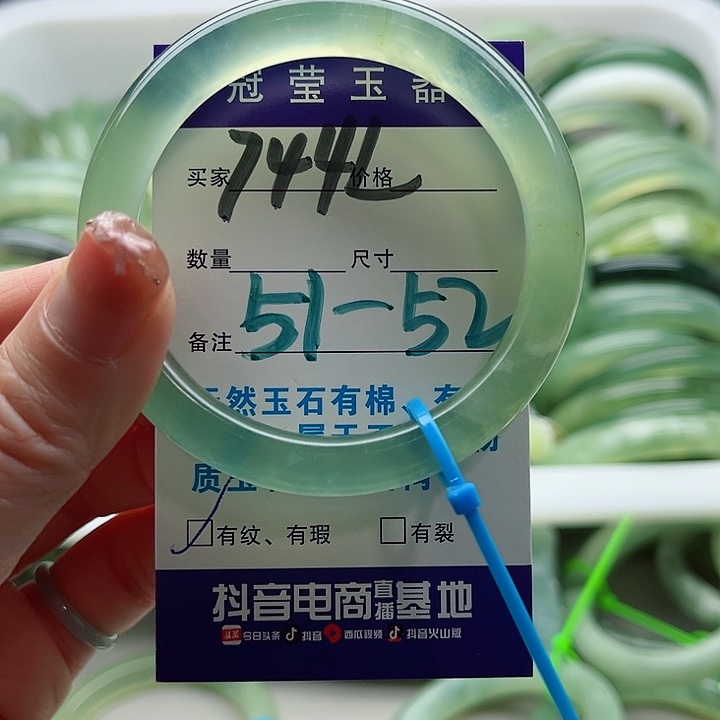 冠莹玉器
买家 744L 价格
数量 尺寸
51-52
备注
天然玉石有棉、有
质
有纹、有瑕 有裂
抖音电商直播基地
今日头条 抖音 西瓜视频 抖音火山版